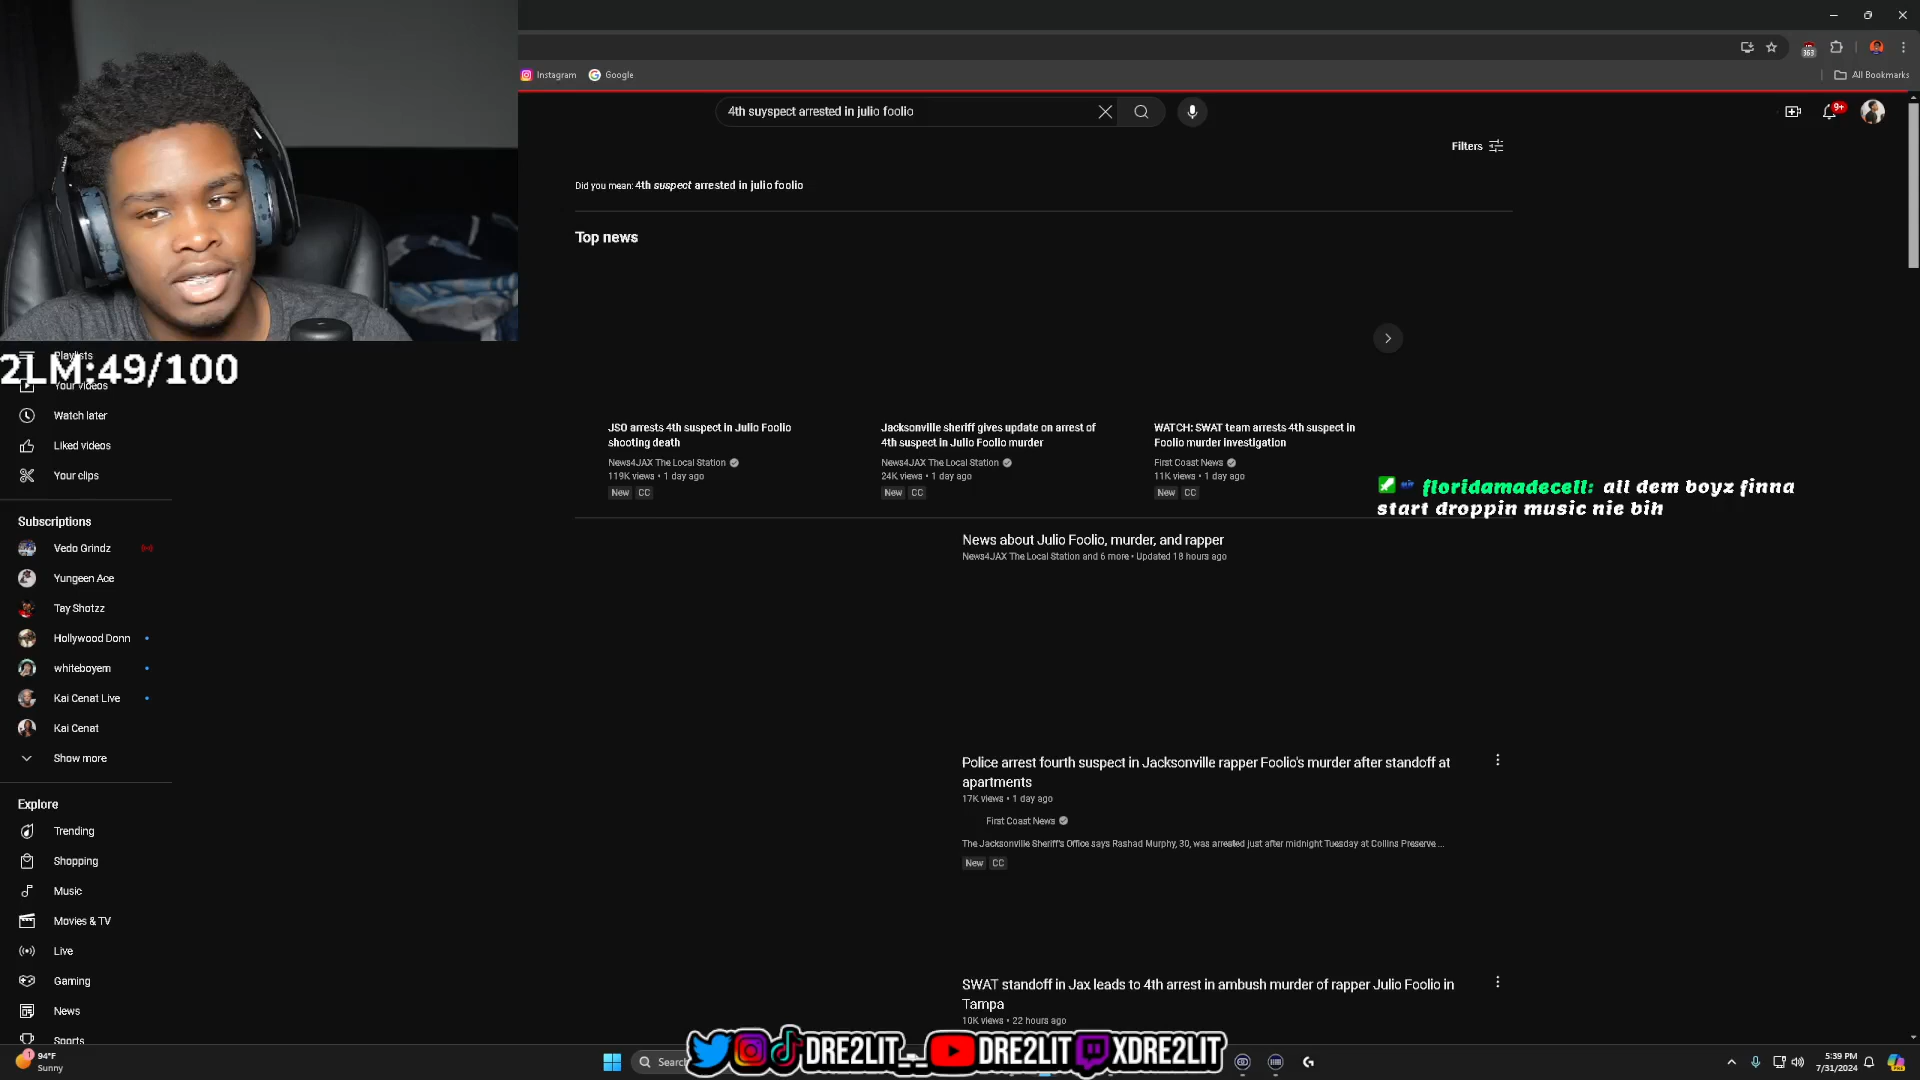 Instagram
Google
All Bookmarks
363
4th suyspect arrested in julio foolio
9+
Filters
Did you mean: 4th suspect arrested in julio foolio
Top news
Playlists
2LM:49/100
Your videos
Watch later
Liked videos
Your clips
JSO arrests 4th suspect in Julio Foolio
shooting death
News4JAX The Local Station
119K views • 1 day ago
New CC
Jacksonville sheriff gives update on arrest of
4th suspect in Julio Foolio murder
News4JAX The Local Station
24K views • 1 day ago
New CC
WATCH: SWAT team arrests 4th suspect in
Foolio murder investigation
First Coast News
11K views • 1 day ago
New CC
floridamadecell: all dem boyz finna
start droppin music nie bih
Subscriptions
Vedo Grindz
Yungeen Ace
Tay Shotzz
Hollywood Donn
whiteboyem
Kai Cenat Live
Kai Cenat
Show more
News about Julio Foolio, murder, and rapper
News4JAX The Local Station and 6 more • Updated 18 hours ago
Police arrest fourth suspect in Jacksonville rapper Foolio's murder after standoff at
apartments
17K views • 1 day ago
First Coast News
The Jacksonville Sheriff's Office says Rashad Murphy, 30, was arrested just after midnight Tuesday at Collins Preserve ...
New CC
Explore
Trending
Shopping
Music
Movies & TV
Live
Gaming
News
Sports
SWAT standoff in Jax leads to 4th arrest in ambush murder of rapper Julio Foolio in
Tampa
10K views • 22 hours ago
1
94°F
Sunny
Search
DRE2LIT__
DRE2LIT
XDRE2LIT
5:39 PM
7/31/2024